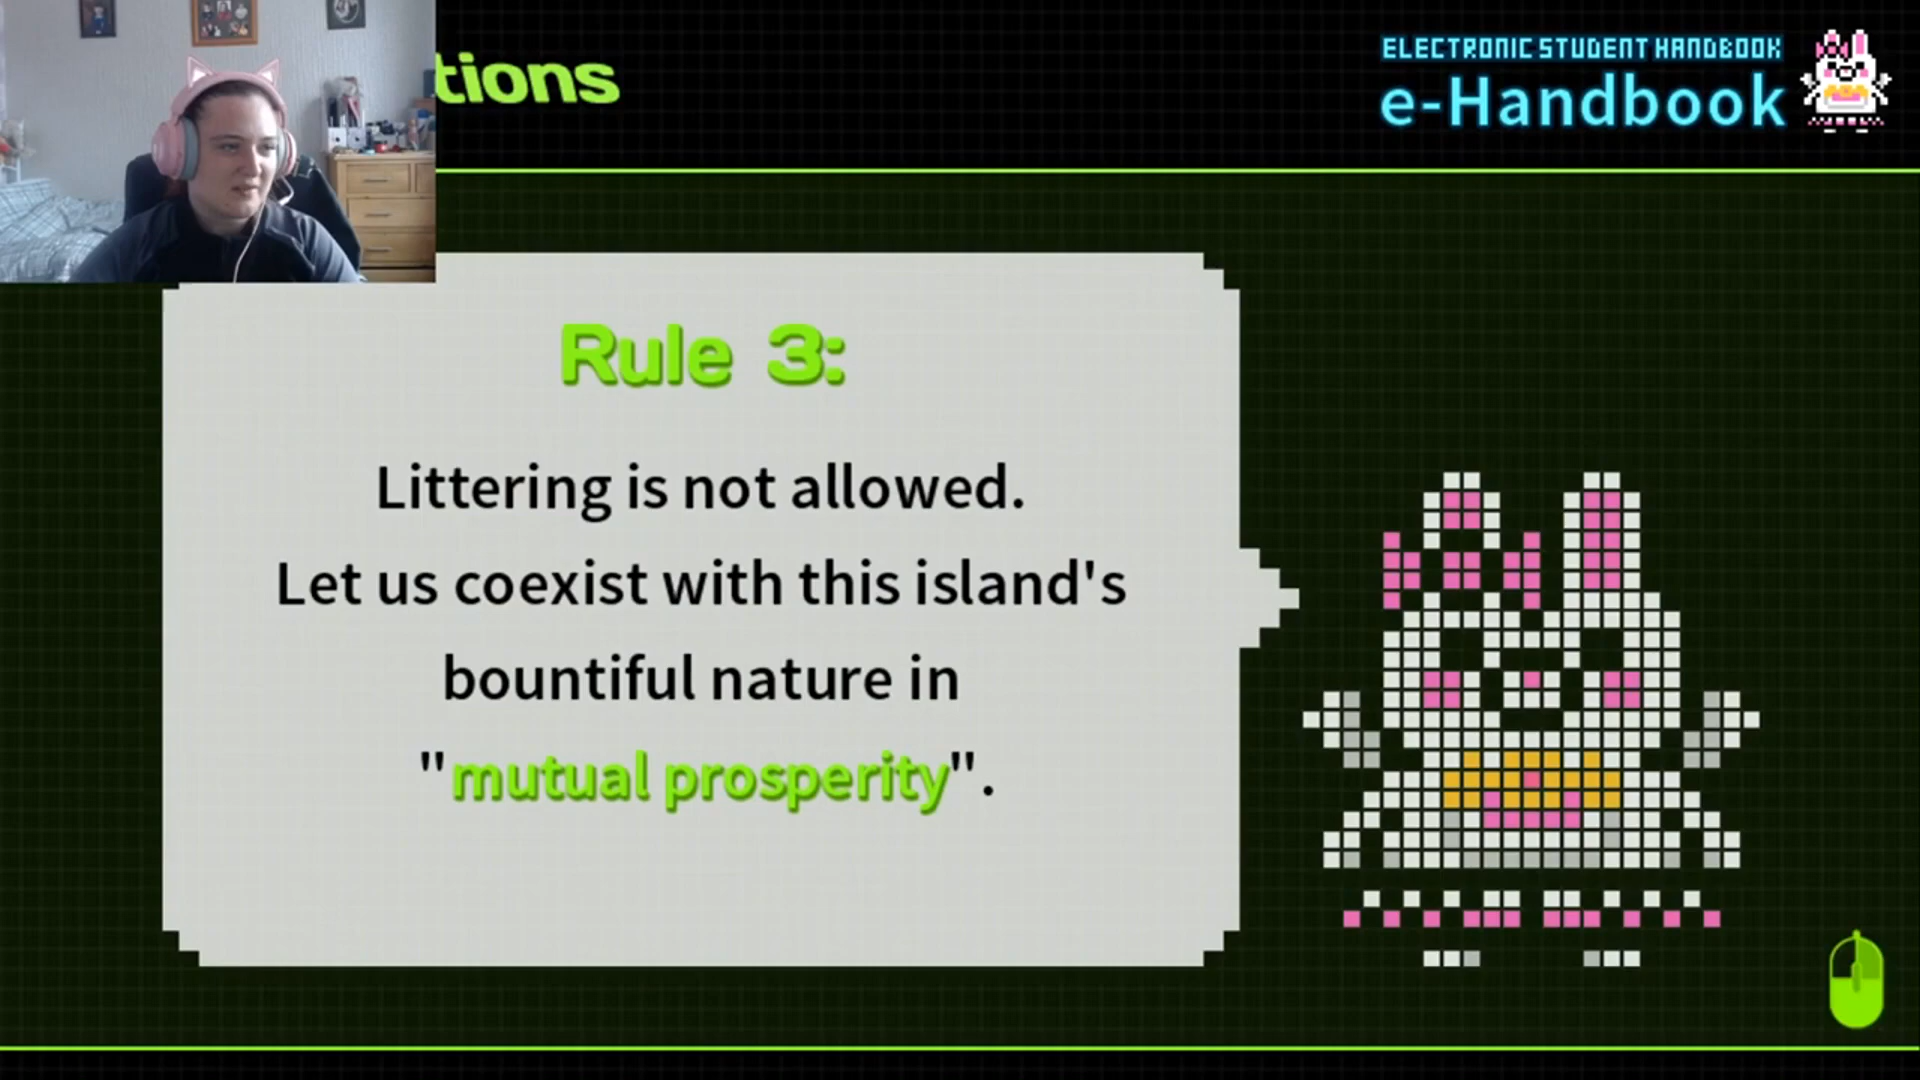 tions
ELECTRONIC STUDENT HANDBOOK
e-Handbook
Rule 3:
Littering is not allowed.
Let us coexist with this island's
bountiful nature in
"mutual prosperity".